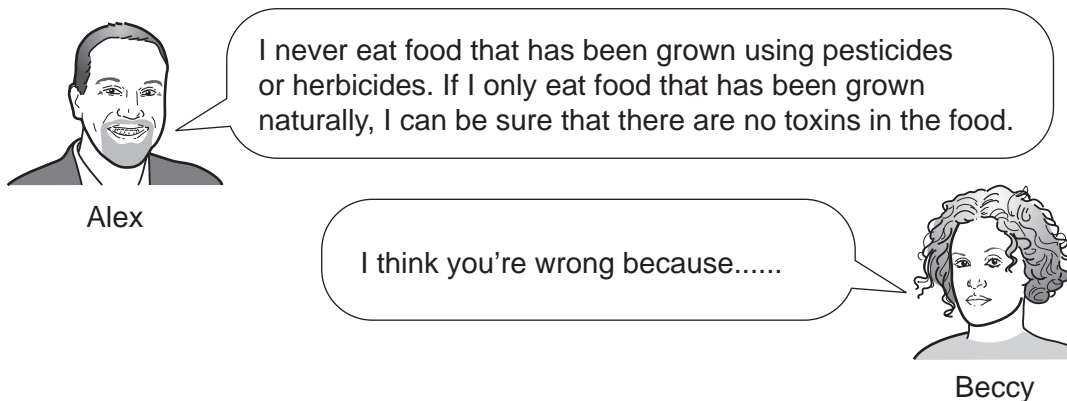 I never eat food that has been grown using pesticides
or herbicides. If I only eat food that has been grown
naturally, I can be sure that there are no toxins in the food.
Alex
I think you're wrong because......
Beccy